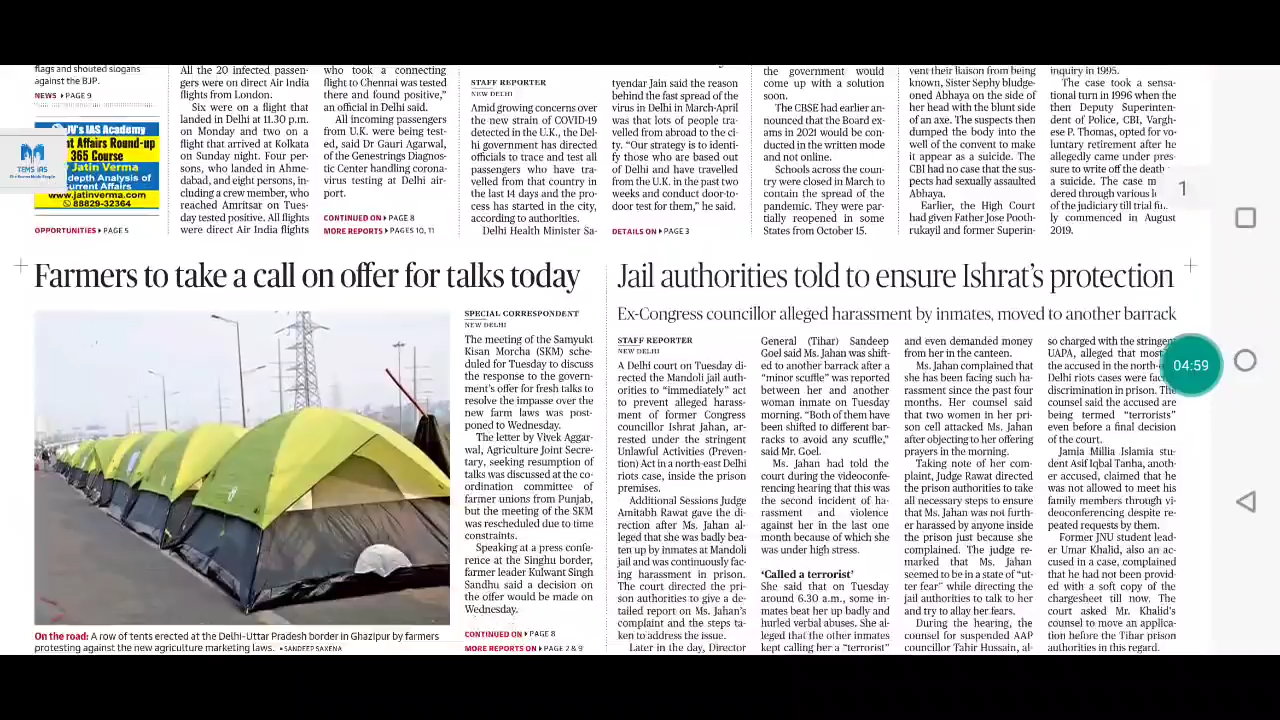 flags and shouted slogans
against the BJP.
NEWS ▸ PAGE 9
JV's IAS Academy
nt Affairs Round-up
365 Course
Jatin Verma
depth Analysis of
Current Affairs
www.jatinverma.com
88829-32364
TEMS IAS
OPPORTUNITIES ▸ PAGE 5
All the 20 infected passen-
gers were on direct Air India
flights from London.
Six were on a flight that
landed in Delhi at 11.30 p.m.
on Monday and two on a
flight that arrived at Kolkata
on Sunday night. Four per-
sons, who landed in Ahme-
dabad, and eight persons, in-
cluding a crew member, who
reached Amritsar on Tues-
day tested positive. All flights
were direct Air India flights
who took a connecting
flight to Chennai was tested
there and found positive,"
an official in Delhi said.
All incoming passengers
from U.K. were being test-
ed, said Dr Gauri Agarwal,
of the Genestrings Diagnos-
tic Center handling corona-
virus testing at Delhi air-
port.
CONTINUED ON ▸ PAGE 8
MORE REPORTS ▸ PAGES 10, 11
STAFF REPORTER
NEW DELHI
Amid growing concerns over
the new strain of COVID-19
detected in the U.K., the Del-
hi government has directed
officials to trace and test all
passengers who have tra-
velled from that country in
the last 14 days and the pro-
cess has started in the city,
according to authorities.
Delhi Health Minister Sa-
tyendar Jain said the reason
behind the fast spread of the
virus in Delhi in March-April
was that lots of people tra-
velled from abroad to the ci-
ty. "Our strategy is to identi-
fy those who are based out
of Delhi and have travelled
from the U.K. in the past two
weeks and conduct door-to-
door test for them," he said.
DETAILS ON ▸ PAGE 3
the government would
come up with a solution
soon.
The CBSE had earlier an-
nounced that the Board ex-
ams 2021 would be con-
ducted in the written mode
and not online.
Schools across the coun-
try were closed in March to
contain the spread of the
pandemic. They were par-
tially reopened in some
States from October 15.
vent their liaison from being
known, Sister Sephy bludge-
oned Abhaya on the side of
her head with the blunt side
of an axe. The suspects then
dumped the body into the
well of the convent to make
it appear as a suicide. The
CBI had no case that the sus-
pects had sexually assaulted
Abhaya.
Earlier, the High Court
had given Father Jose Pooth-
rukayil and former Superin-
inquiry in 1995.
The case took a sensa-
tional turn in 1996 when the
then Deputy Superinten-
dent of Police, CBI, Vargh-
ese P. Thomas, opted for vo-
luntary retirement after he
allegedly came under pres-
sure to write off the death
a suicide. The case m
dered through various l
of the judiciary till trial
ly commenced in August
2019.
1
Farmers to take a call on offer for talks today
On the road: A row of tents erected at the Delhi-Uttar Pradesh border in Ghazipur by farmers
protesting against the new agriculture marketing laws. ▪ SANDEEP SAXENA
SPECIAL CORRESPONDENT
NEW DELHI
The meeting of the Samyukt
Kisan Morcha (SKM) sche-
duled for Tuesday to discuss
the response to the govern-
ment's offer for fresh talks to
resolve the impasse over the
new farm laws was post-
poned to Wednesday.
The letter by Vivek Aggar-
wal, Agriculture Joint Secre-
tary, seeking resumption of
talks was discussed at the co-
ordination committee of
farmer unions from Punjab,
but the meeting of the SKM
was rescheduled due to time
constraints.
Speaking at a press confe-
rence at the Singhu border,
farmer leader Kulwant Singh
Sandhu said a decision on
the offer would be made on
Wednesday.
CONTINUED ON ▸ PAGE 8
MORE REPORTS ON ▸ PAGE 2 & 9
Jail authorities told to ensure Ishrat's protection
Ex-Congress councillor alleged harassment by inmates, moved to another barrack
STAFF REPORTER
NEW DELHI
A Delhi court on Tuesday di-
rected the Mandoli jail auth-
orities to "immediately" act
to prevent alleged harass-
ment of former Congress
councillor Ishrat Jahan, ar-
rested under the stringent
Unlawful Activities (Preven-
tion) Act in a north-east Delhi
riots case, inside the prison
premises.
Additional Sessions Judge
Amitabh Rawat gave the di-
rection after Ms. Jahan al-
leged that she was badly bea-
ten up by inmates at Mandoli
jail and was continuously fac-
ing harassment in prison.
The court directed the pri-
son authorities to give a de-
tailed report on Ms. Jahan's
complaint and the steps ta-
ken to address the issue.
Later in the day, Director
General (Tihar) Sandeep
Goel said Ms. Jahan was shift-
ed to another barrack after a
"minor scuffle" was reported
between her and another
woman inmate on Tuesday
morning. "Both of them have
been shifted to different bar-
racks to avoid any scuffle,"
said Mr. Goel.
Ms. Jahan had told the
court during the videoconfe-
rencing hearing that this was
the second incident of ha-
rassment and violence
against her in the last one
month because of which she
was under high stress.
'Called a terrorist'
She said that on Tuesday
around 6.30 a.m., some in-
mates beat her up badly and
hurled verbal abuses. She al-
leged that the other inmates
kept calling her a "terrorist"
and even demanded money
from her in the canteen.
Ms. Jahan complained that
she has been facing such ha-
rassment since the past four
months. Her counsel said
that two women in her pri-
son cell attacked Ms. Jahan
after objecting to her offering
prayers in the morning.
Taking note of her com-
plaint, Judge Rawat directed
the prison authorities to take
all necessary steps to ensure
that Ms. Jahan was not furth-
er harassed by anyone inside
the prison just because she
complained. The judge re-
marked that Ms. Jahan
seemed to be in a state of "ut-
ter fear" while directing the
jail authorities to talk to her
and try to allay her fears.
During the hearing, the
counsel for suspended AAP
councillor Tahir Hussain, al-
so charged with the stringent
UAPA, alleged that most
the accused in the north-
Delhi riots cases were fac
discrimination in prison. The
counsel said the accused are
being termed "terrorists"
even before a final decision
of the court.
Jamia Millia Islamia stu-
dent Asif Iqbal Tanha, anoth-
er accused, claimed that he
was not allowed to meet his
family members through vi-
deoconferencing despite re-
peated requests by them.
Former JNU student lead-
er Umar Khalid, also an ac-
cused in a case, complained
that he had not been provid-
ed with a soft copy of the
chargesheet till now. The
court asked Mr. Khalid's
counsel to move an applica-
tion before the Tihar prison
authorities in this regard.
04:59